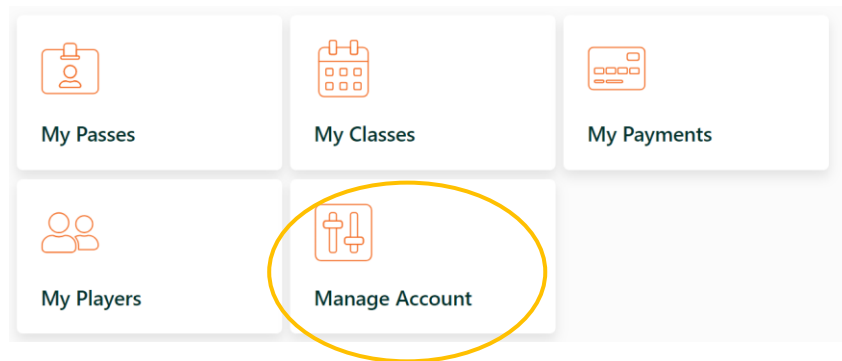 My Passes
My Classes
My Payments
My Players
Manage Account